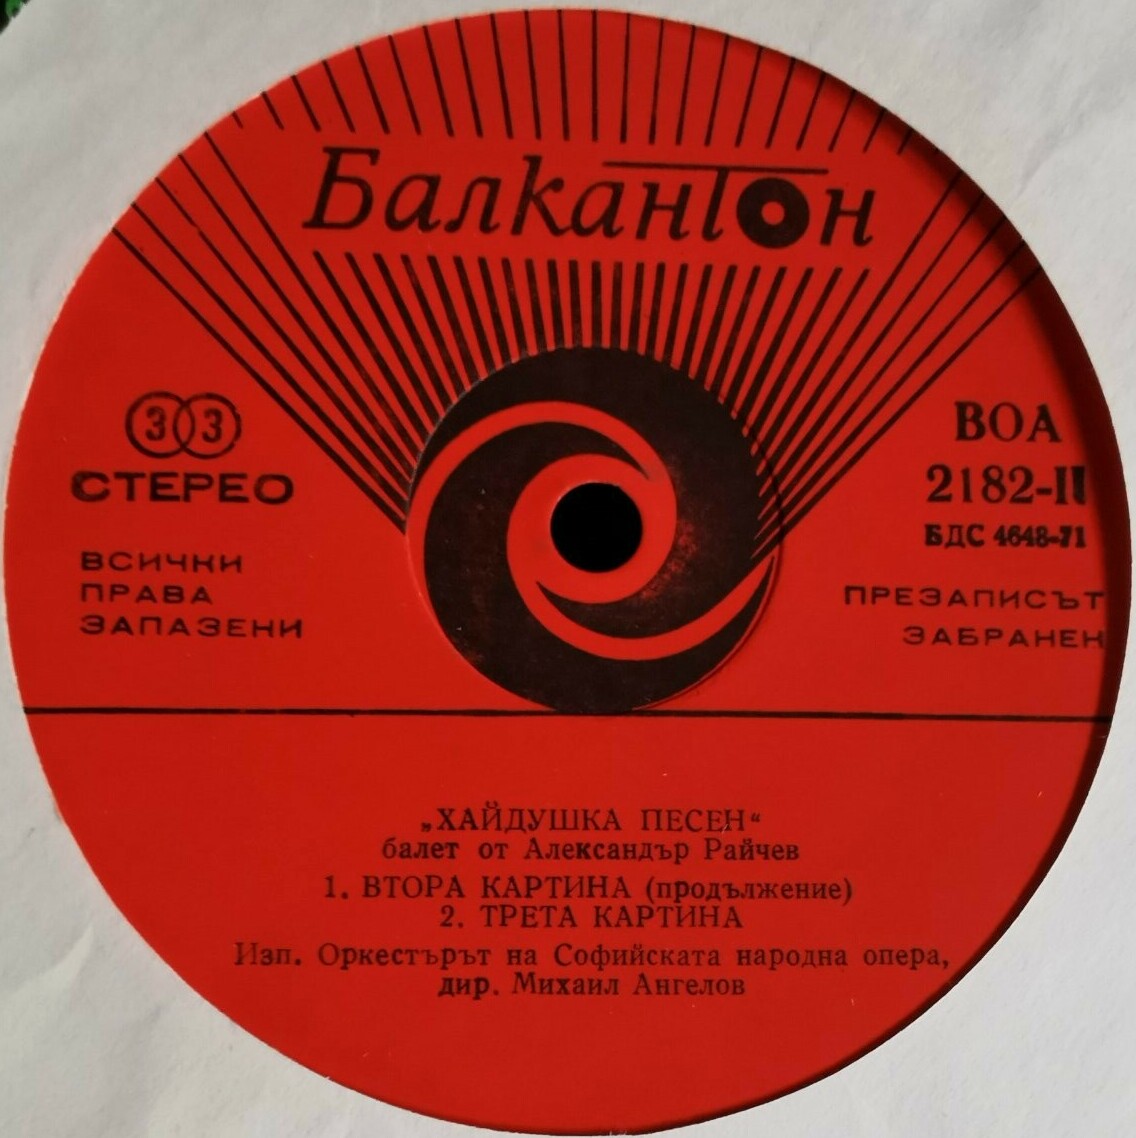 Балкантон
33
СТЕРЕО
ВСИЧКИ
ПРАВА
ЗАПАЗЕНИ
ВОА
2182-II
БДС 4648-71
ПРЕЗАПИСЪТ
ЗАБРАНЕН
„ХАЙДУШКА ПЕСЕН“
балет от Александър Райчев
1. ВТОРА КАРТИНА (продължение)
2. ТРЕТА КАРТИНА
Изп. Оркестърът на Софийската народна опера,
дир. Михаил Ангелов